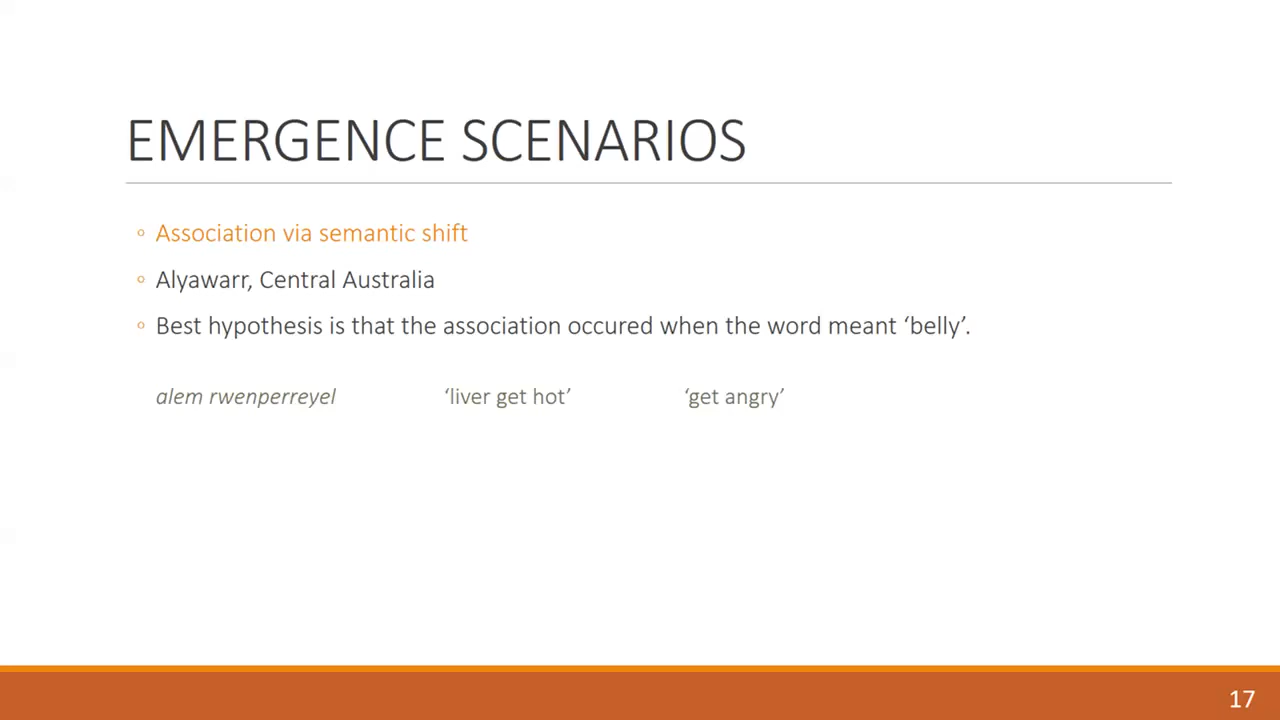 EMERGENCE SCENARIOS
◦ Association via semantic shift
◦ Alyawarr, Central Australia
◦ Best hypothesis is that the association occured when the word meant ‘belly’.
alem rwenperreyel ‘liver get hot’ ‘get angry’
17